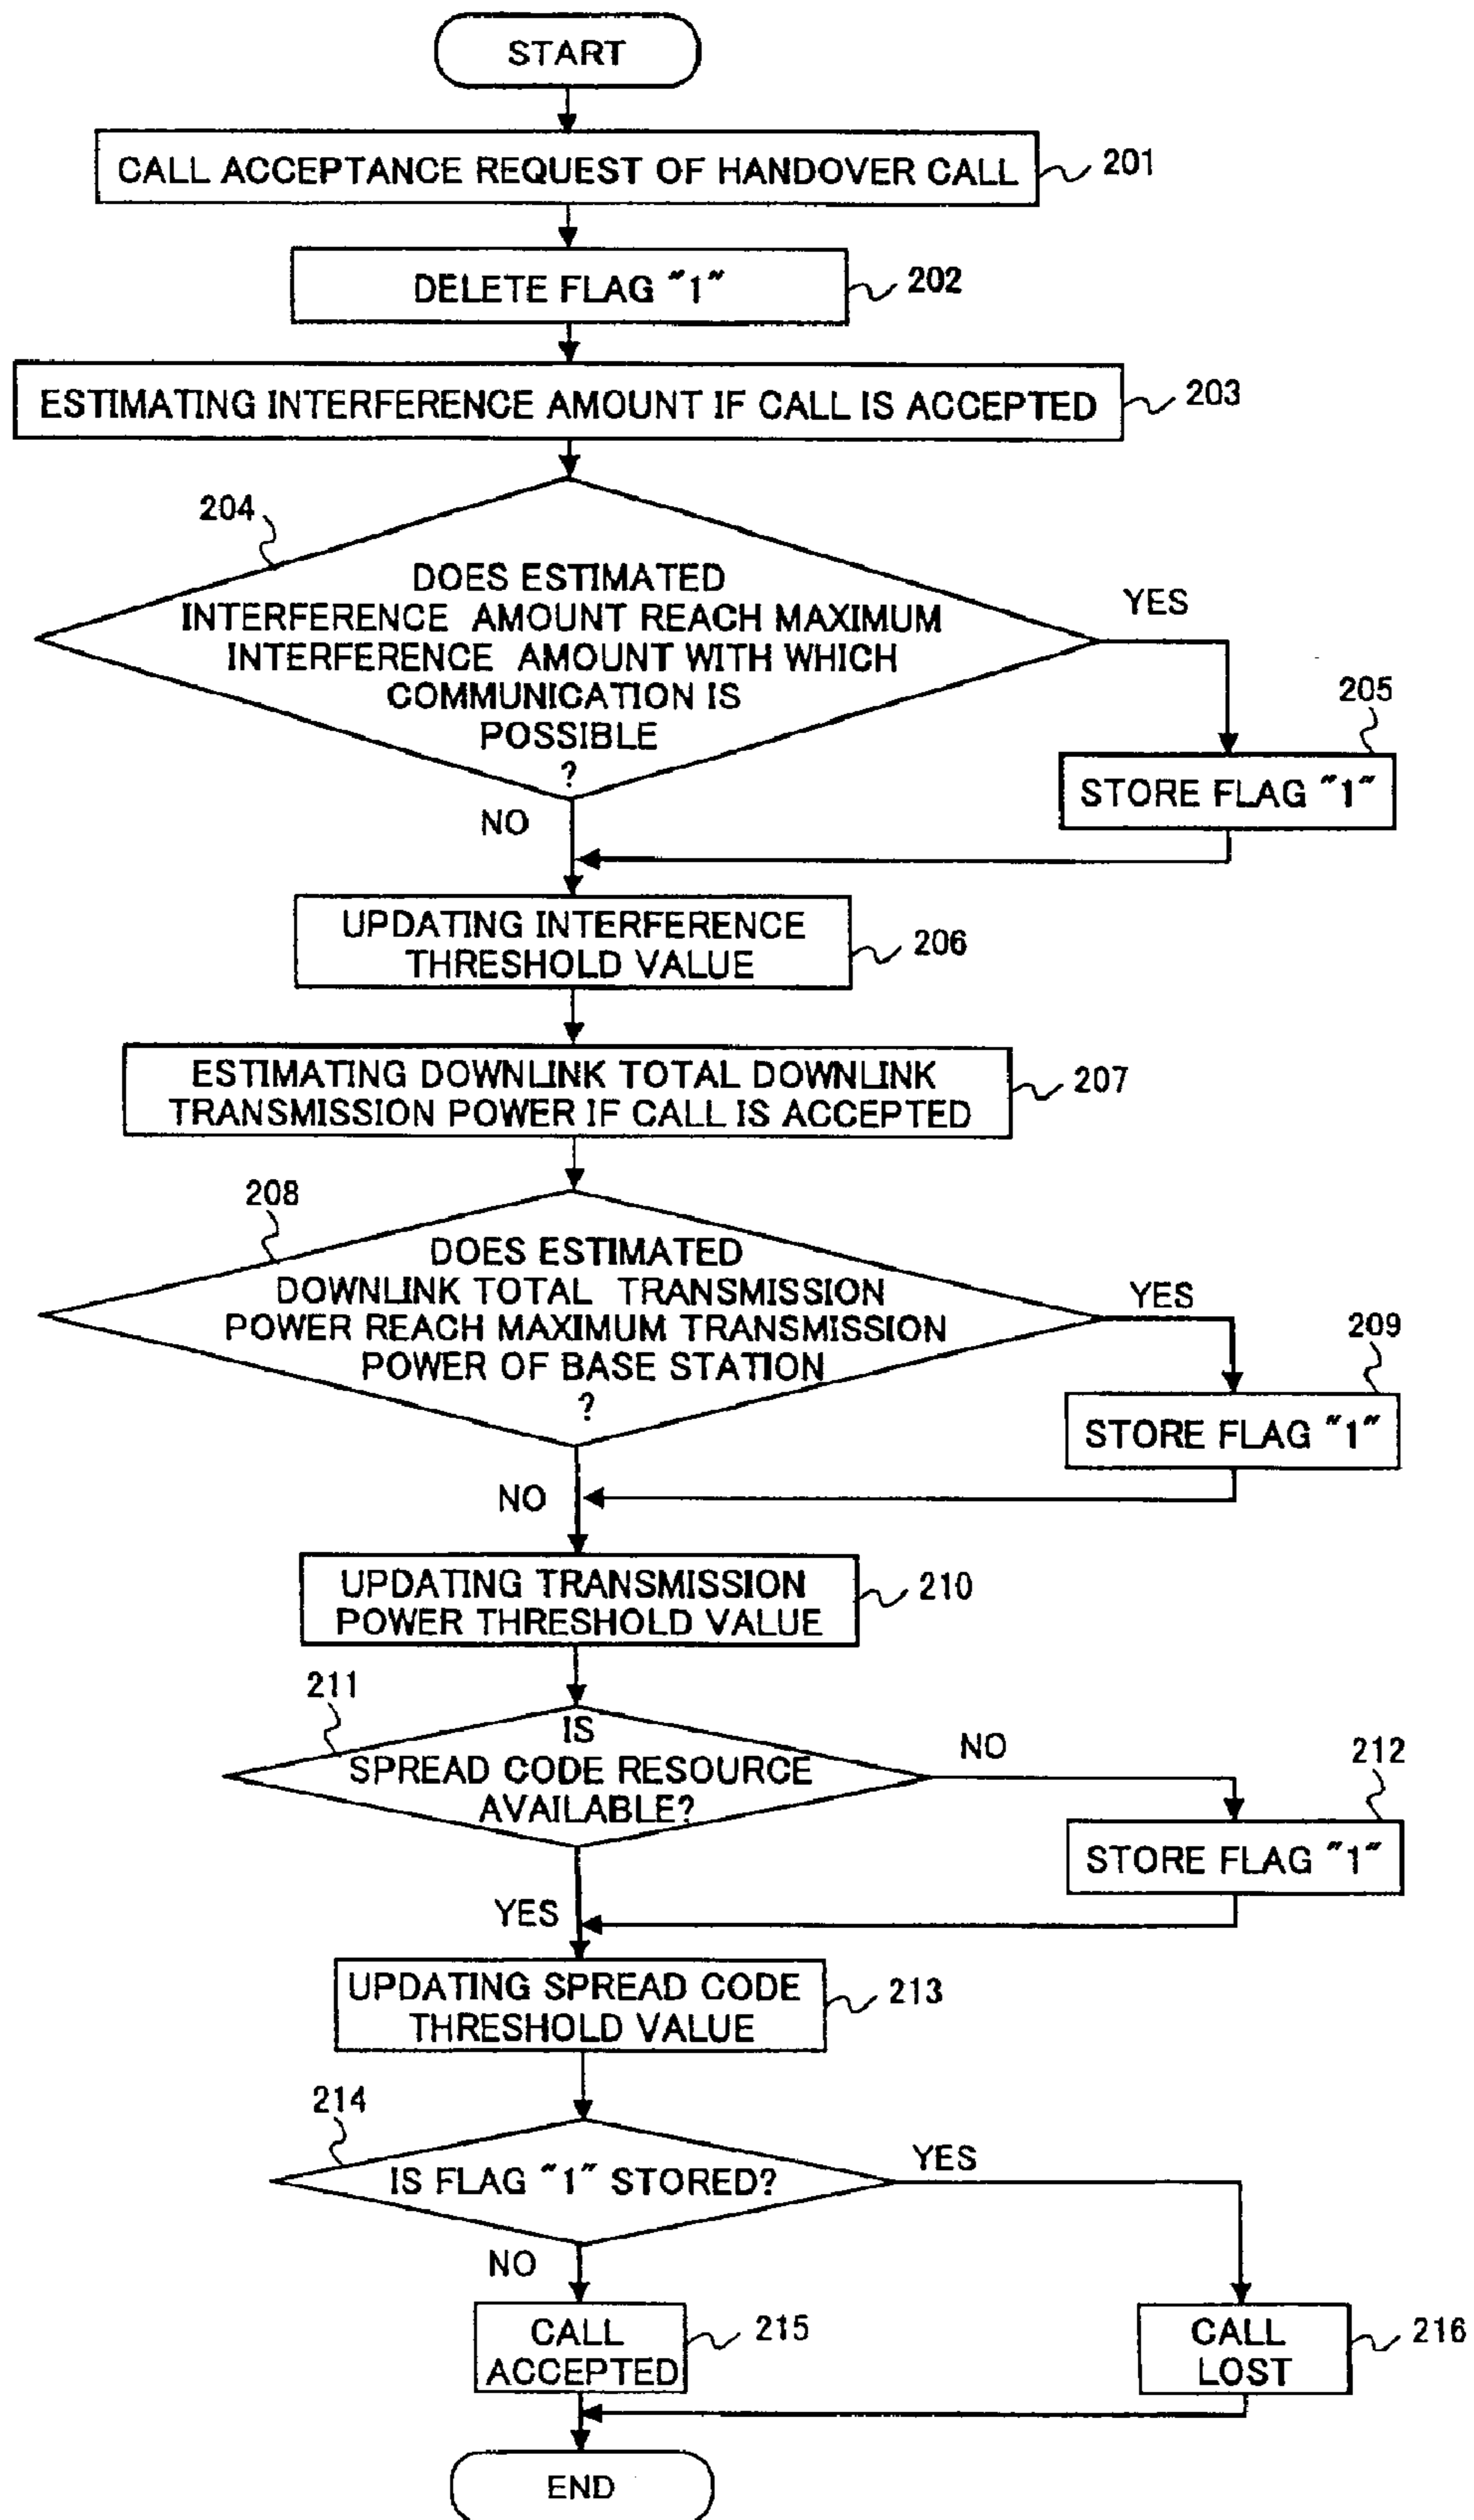 START
CALL ACCEPTANCE REQUEST OF HANDOVER CALL
201
DELETE FLAG "1"
202
ESTIMATING INTERFERENCE AMOUNT IF CALL IS ACCEPTED
203
204
DOES ESTIMATED
INTERFERENCE AMOUNT REACH MAXIMUM
INTERFERENCE AMOUNT WITH WHICH
COMMUNICATION IS
POSSIBLE
?
YES
205
STORE FLAG "1"
NO
UPDATING INTERFERENCE
THRESHOLD VALUE
206
ESTIMATING DOWNLINK TOTAL DOWNLINK
TRANSMISSION POWER IF CALL IS ACCEPTED
207
208
DOES ESTIMATED
DOWNLINK TOTAL TRANSMISSION
POWER REACH MAXIMUM TRANSMISSION
POWER OF BASE STATION
?
YES
209
STORE FLAG "1"
NO
UPDATING TRANSMISSION
POWER THRESHOLD VALUE
210
211
IS
SPREAD CODE RESOURCE
AVAILABLE?
NO
212
STORE FLAG "1"
YES
UPDATING SPREAD CODE
THRESHOLD VALUE
213
214
IS FLAG "1" STORED?
YES
NO
CALL
ACCEPTED
215
CALL
LOST
216
END